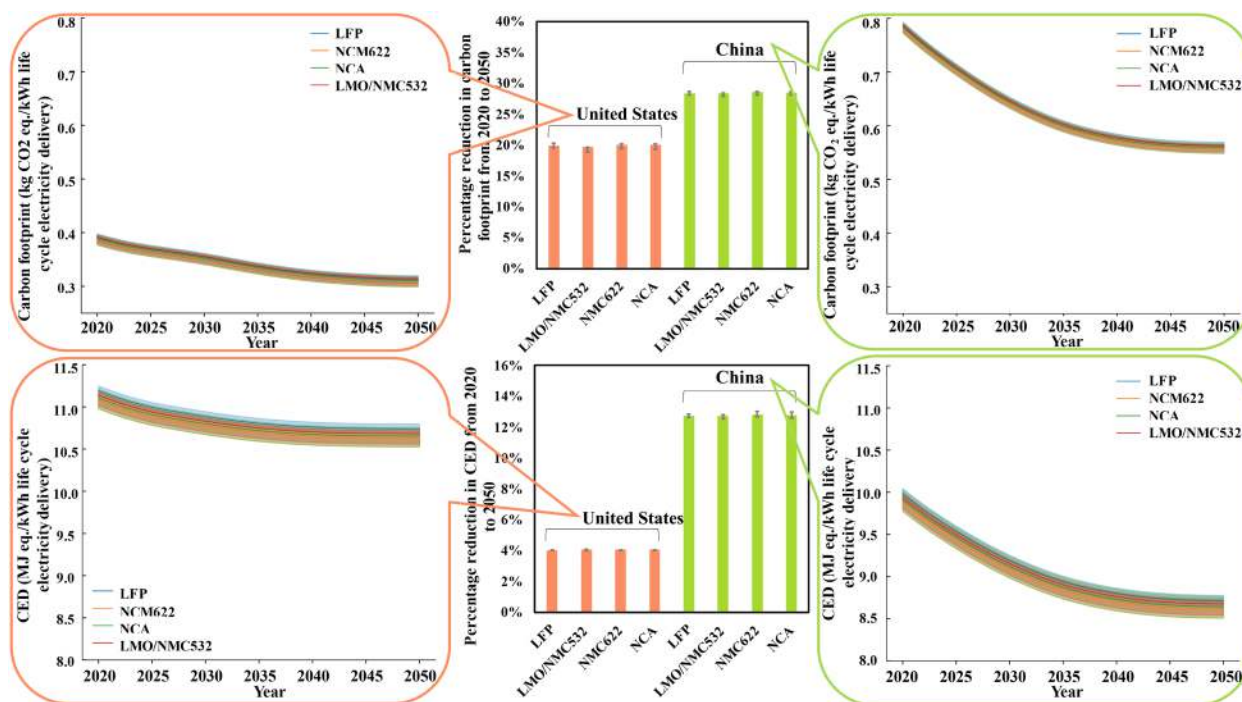 Carbon footprint (kg CO2 eq./kWh life
cycle electricity delivery)
0.8
0.7
0.6
0.5
0.4
0.3
LFP
NCM622
NCA
LMO/NMC532
2020 2025 2030 2035 2040 2045 2050
Year
Percentage reduction in carbon
footprint from 2020 to 2050
40%
35%
30%
25%
20%
15%
10%
5%
0%
United States
China
LFP
LMO/NMC532
NMC622
NCA
LFP
LMO/NMC532
NMC622
NCA
Carbon footprint (kg CO₂ eq./kWh life
cycle electricity delivery)
0.8
0.7
0.6
0.5
0.4
0.3
LFP
NCM622
NCA
LMO/NMC532
2020 2025 2030 2035 2040 2045 2050
Year
CED (MJ eq./kWh life cycle
electricity delivery)
11.5
11.0
10.5
10.0
9.5
9.0
8.5
8.0
LFP
NCM622
NCA
LMO/NMC532
2020 2025 2030 2035 2040 2045 2050
Year
Percentage reduction in CED from 2020
to 2050
16%
14%
12%
10%
8%
6%
4%
2%
0%
United States
China
LFP
LMO/NMC532
NMC622
NCA
LFP
LMO/NMC532
NMC622
NCA
CED (MJ eq./kWh life cycle
electricity delivery)
11.5
11.0
10.5
10.0
9.5
9.0
8.5
8.0
LFP
NCM622
NCA
LMO/NMC532
2020 2025 2030 2035 2040 2045 2050
Year